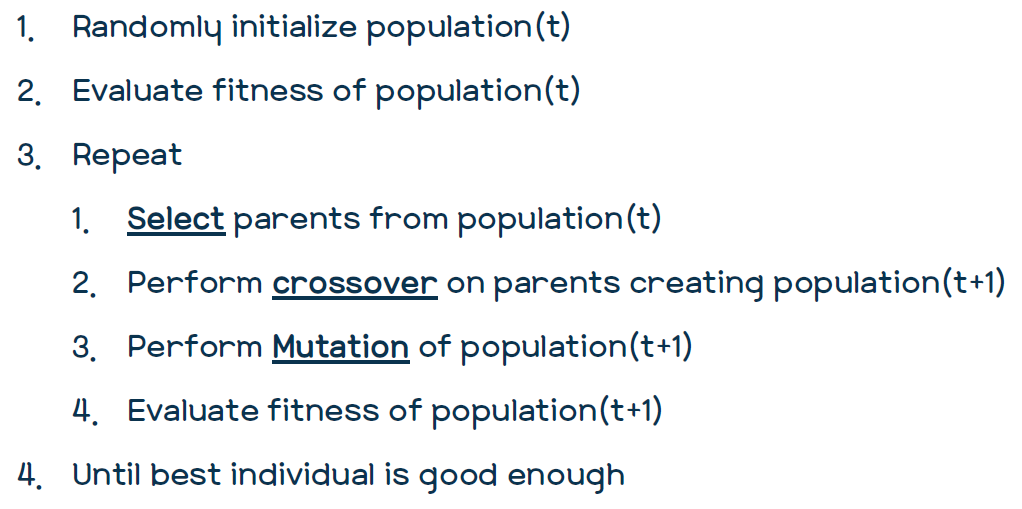 1. Randomly initialize population(t)
2. Evaluate fitness of population(t)
3. Repeat
1. Select parents from population(t)
2. Perform crossover on parents creating population(t+1)
3. Perform Mutation of population(t+1)
4. Evaluate fitness of population(t+1)
4. Until best individual is good enough